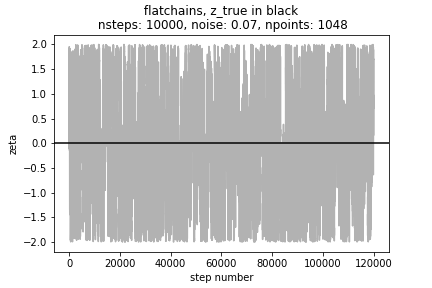 flatchains, z_true in black
nsteps: 10000, noise: 0.07, npoints: 1048
2.0
1.5
1.0
0.5
0.0
−0.5
−1.0
−1.5
−2.0
zeta
0 20000 40000 60000 80000 100000 120000
step number